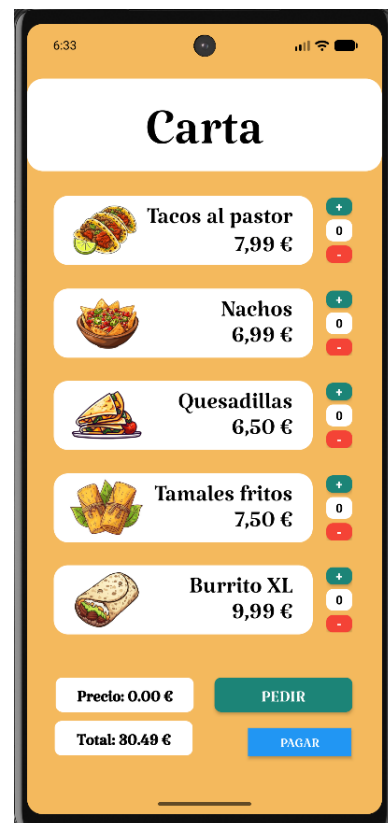 6:33
Carta
Tacos al pastor
7,99 €
+
0
-
Nachos
6,99 €
+
0
-
Quesadillas
6,50 €
+
0
-
Tamales fritos
7,50 €
+
0
-
Burrito XL
9,99 €
+
0
-
Precio: 0.00 €
PEDIR
Total: 30.49 €
PAGAR